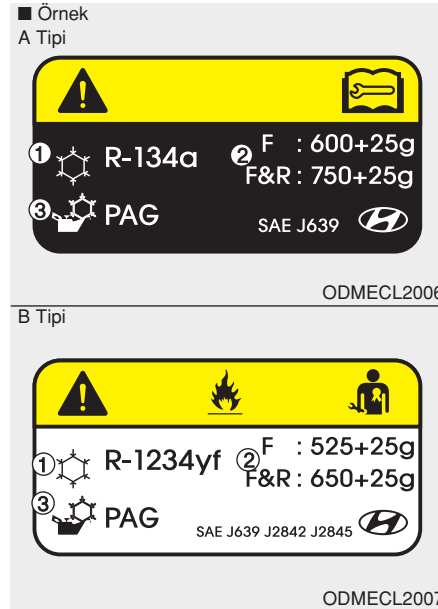 ■ Örnek
A Tipi
① R-134a
② F : 600+25g
F&R : 750+25g
③ PAG
SAE J639
ODMECL2006
B Tipi
① R-1234yf
② F : 525+25g
F&R : 650+25g
③ PAG
SAE J639 J2842 J2845
ODMECL2007